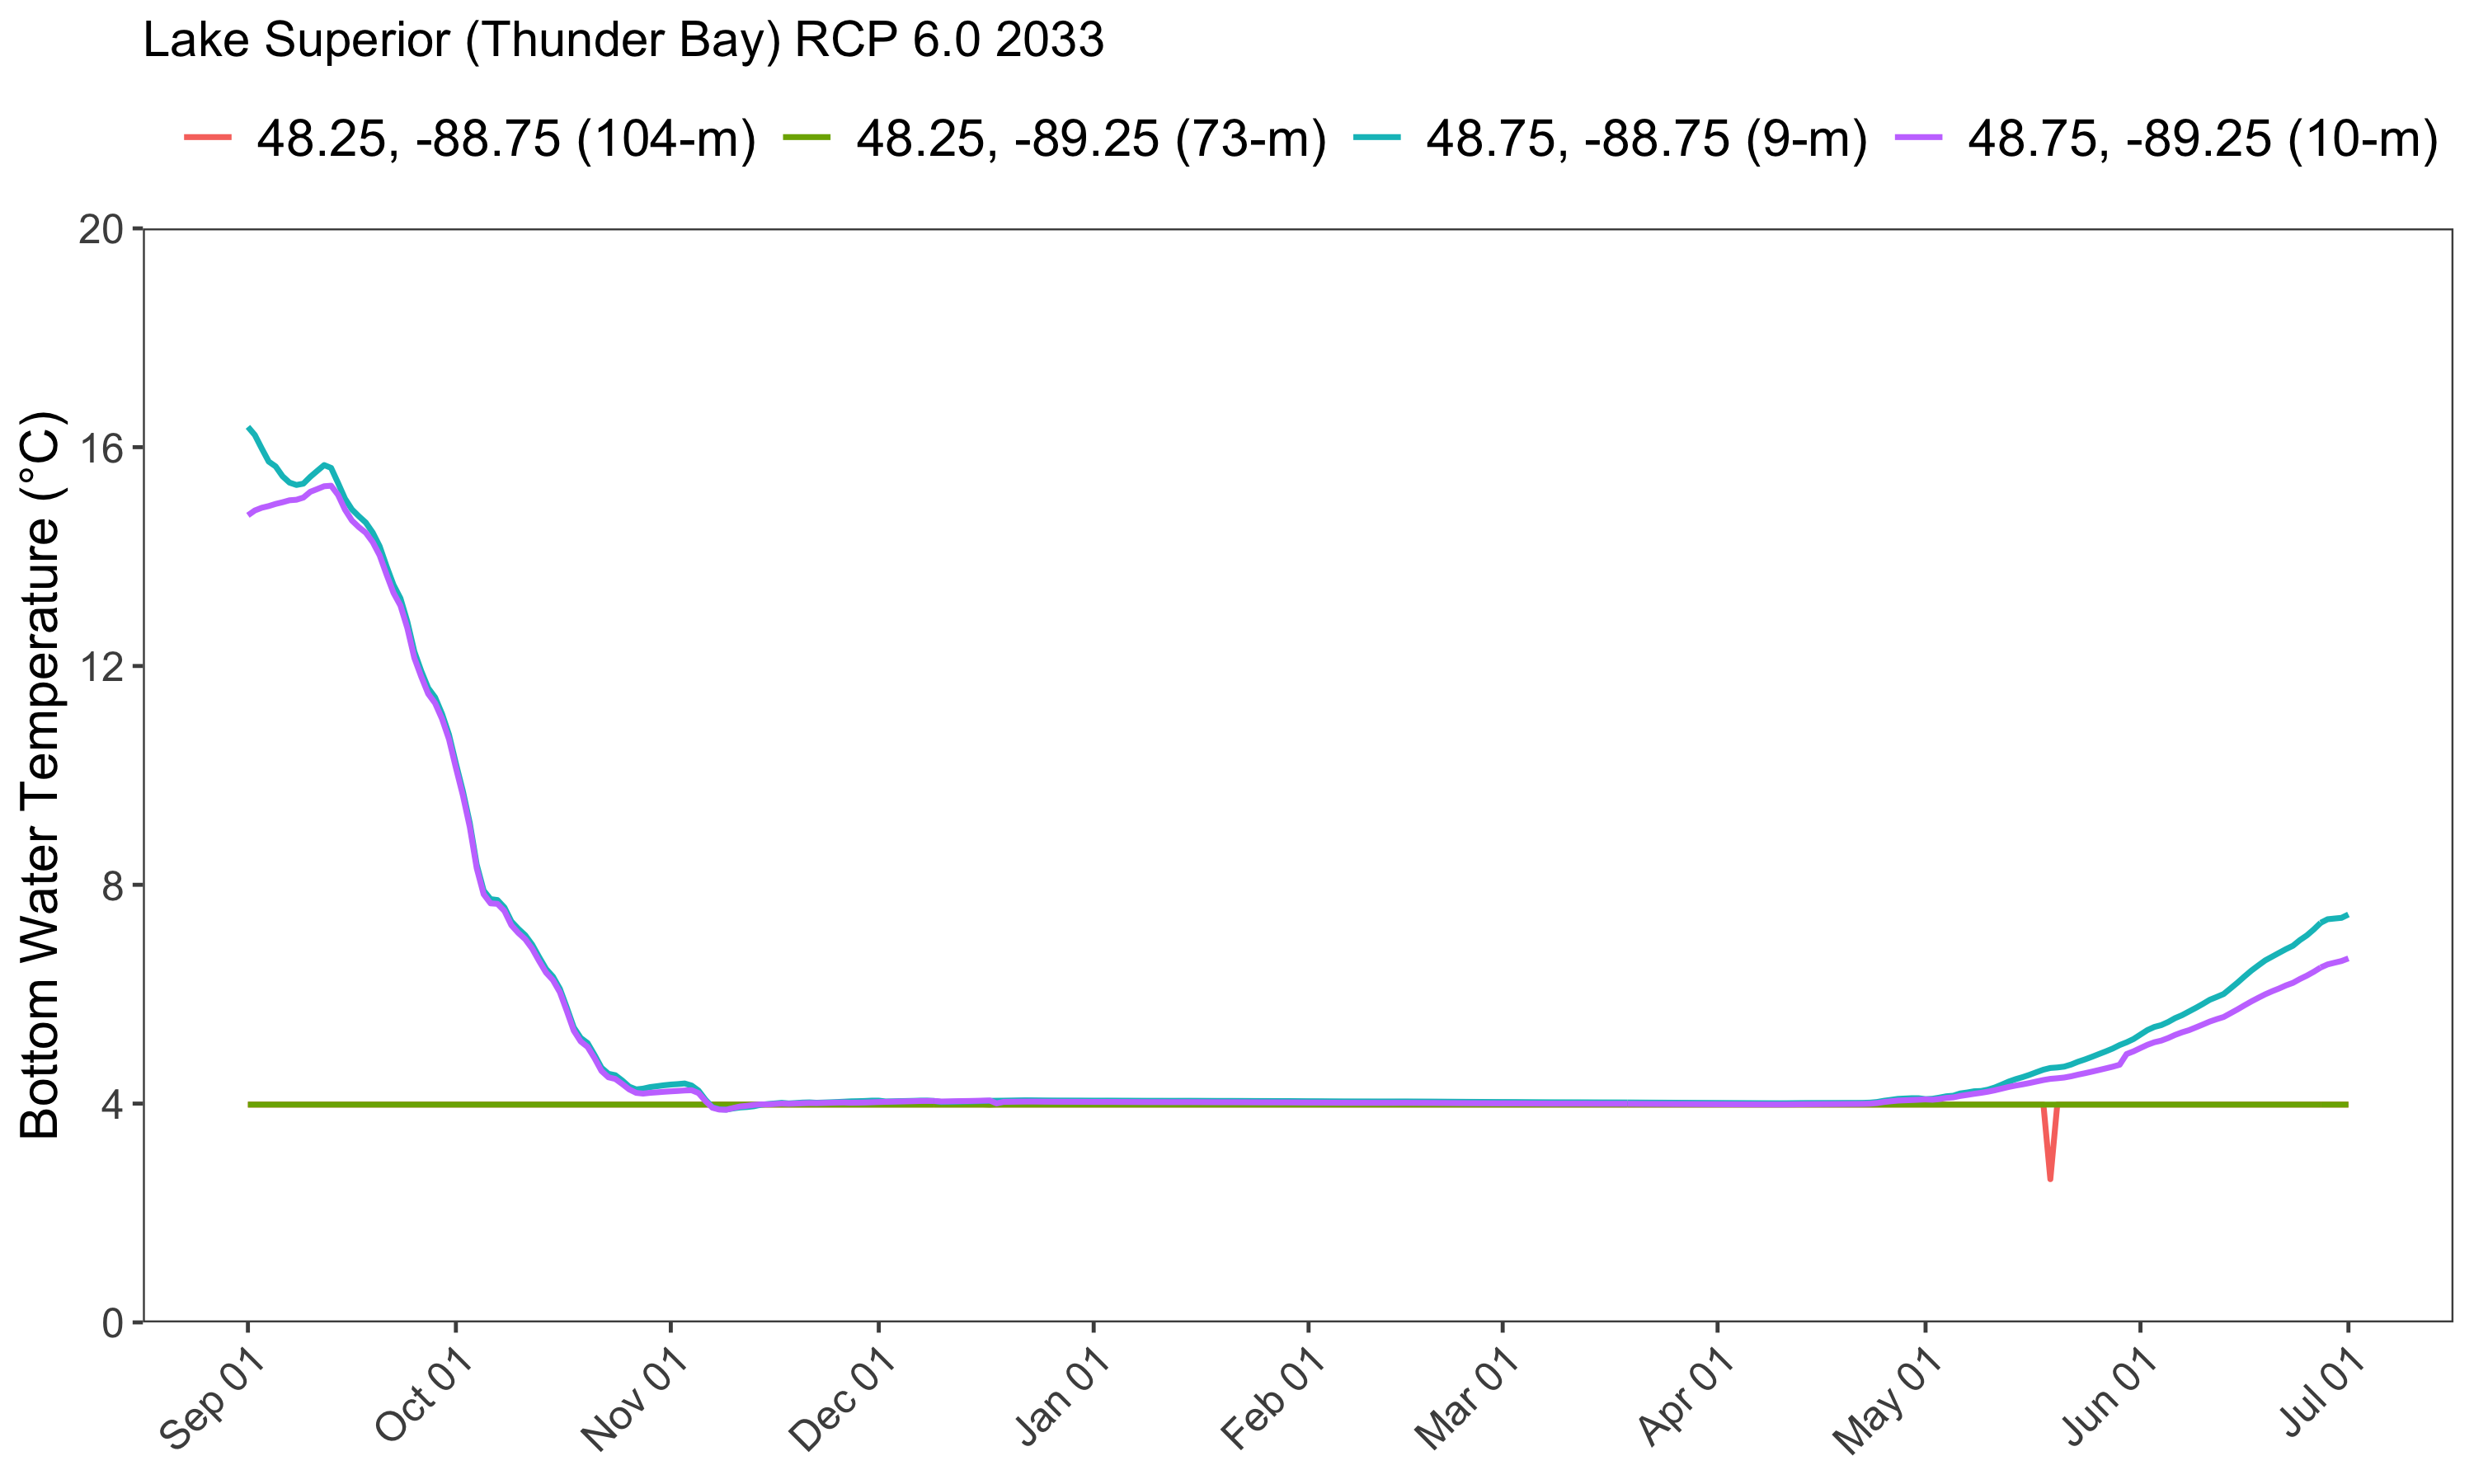 Lake Superior (Thunder Bay) RCP 6.0 2033
48.25, -88.75 (104-m) 48.25, -89.25 (73-m) 48.75, -88.75 (9-m) 48.75, -89.25 (10-m)
Bottom Water Temperature (°C)
20
16
12
8
4
0
Sep 01 Oct 01 Nov 01 Dec 01 Jan 01 Feb 01 Mar 01 Apr 01 May 01 Jun 01 Jul 01